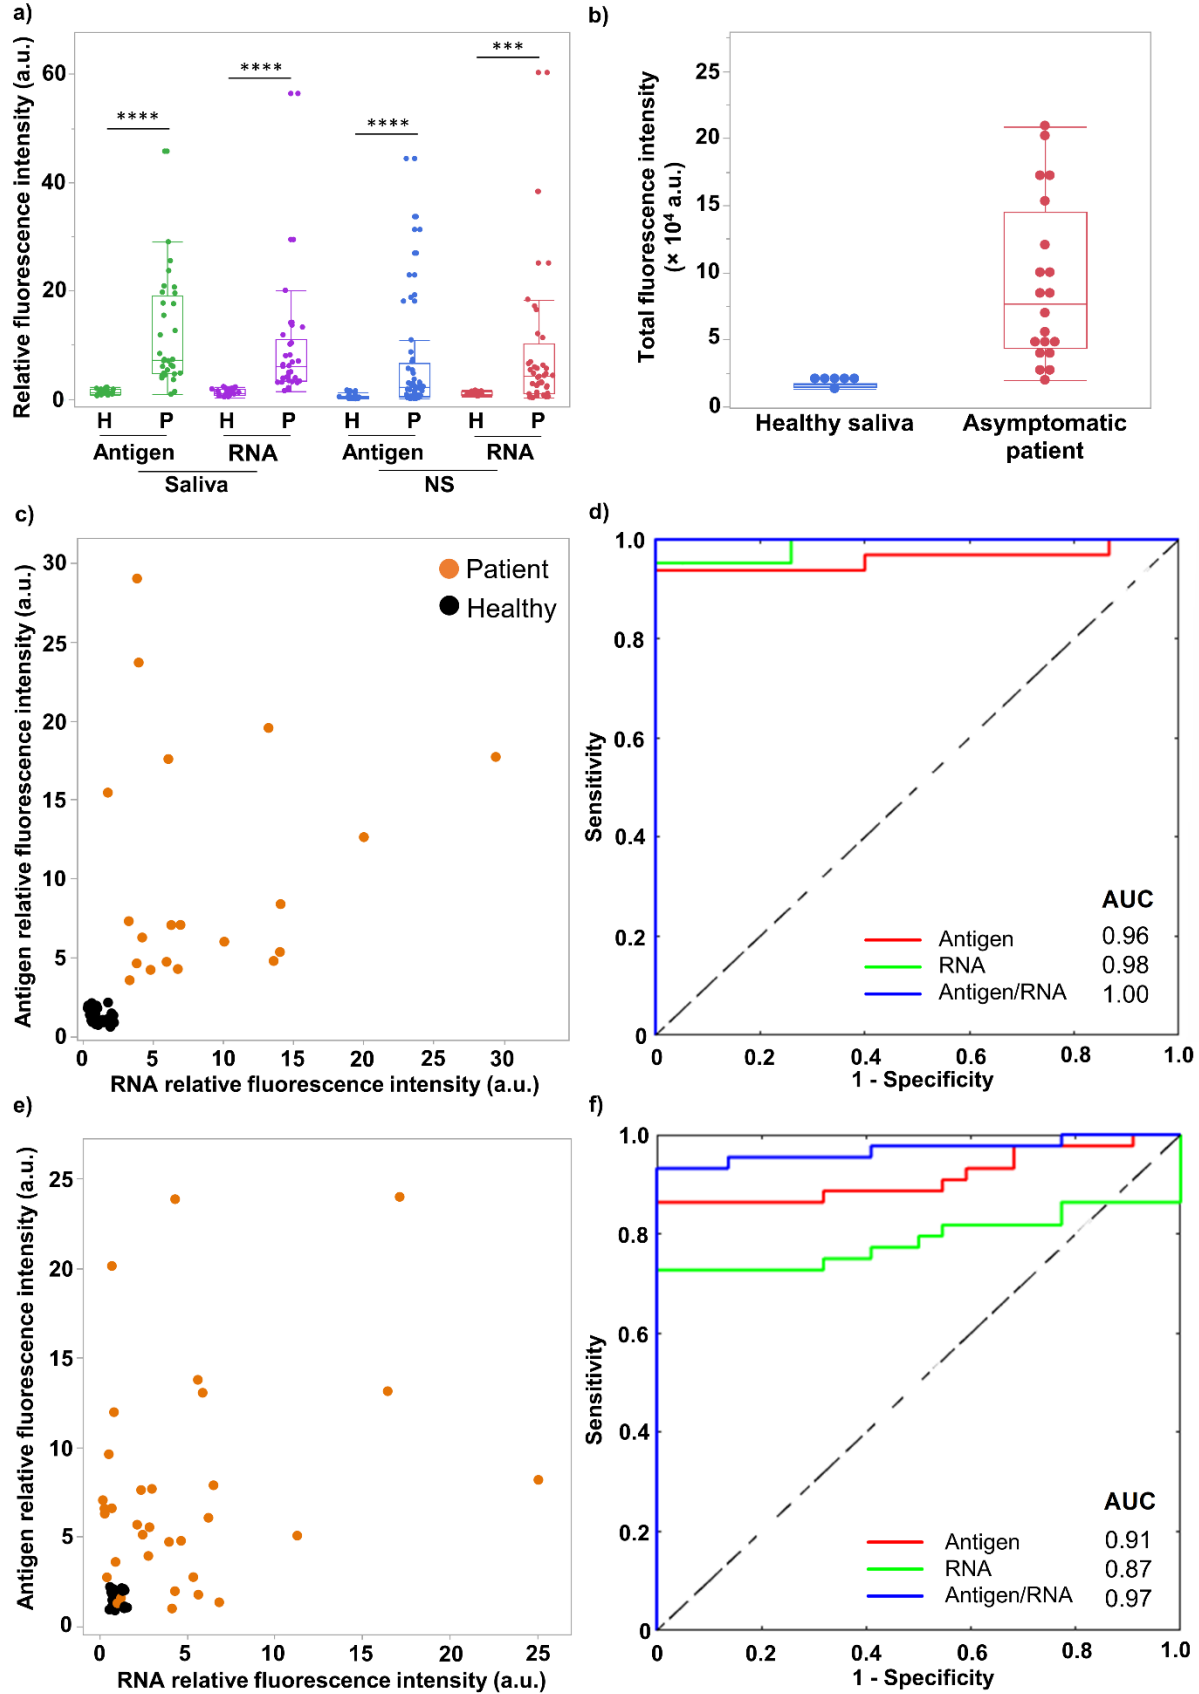 a)
Relative fluorescence intensity (a.u.)
60
40
20
0
****
****
****
***
H P H P H P H P
Antigen RNA Antigen RNA
Saliva NS
b)
Total fluorescence intensity
(× 10⁴ a.u.)
25
20
15
10
5
0
Healthy saliva
Asymptomatic
patient
c)
Antigen relative fluorescence intensity (a.u.)
30
25
20
15
10
5
0
Patient
Healthy
0 5 10 15 20 25 30
RNA relative fluorescence intensity (a.u.)
d)
Sensitivity
1.0
0.8
0.6
0.4
0.2
0
AUC
Antigen 0.96
RNA 0.98
Antigen/RNA 1.00
0 0.2 0.4 0.6 0.8 1.0
1 - Specificity
e)
Antigen relative fluorescence intensity (a.u.)
25
20
15
10
5
0
0 5 10 15 20 25
RNA relative fluorescence intensity (a.u.)
f)
Sensitivity
1.0
0.8
0.6
0.4
0.2
0
AUC
Antigen 0.91
RNA 0.87
Antigen/RNA 0.97
0 0.2 0.4 0.6 0.8 1.0
1 - Specificity